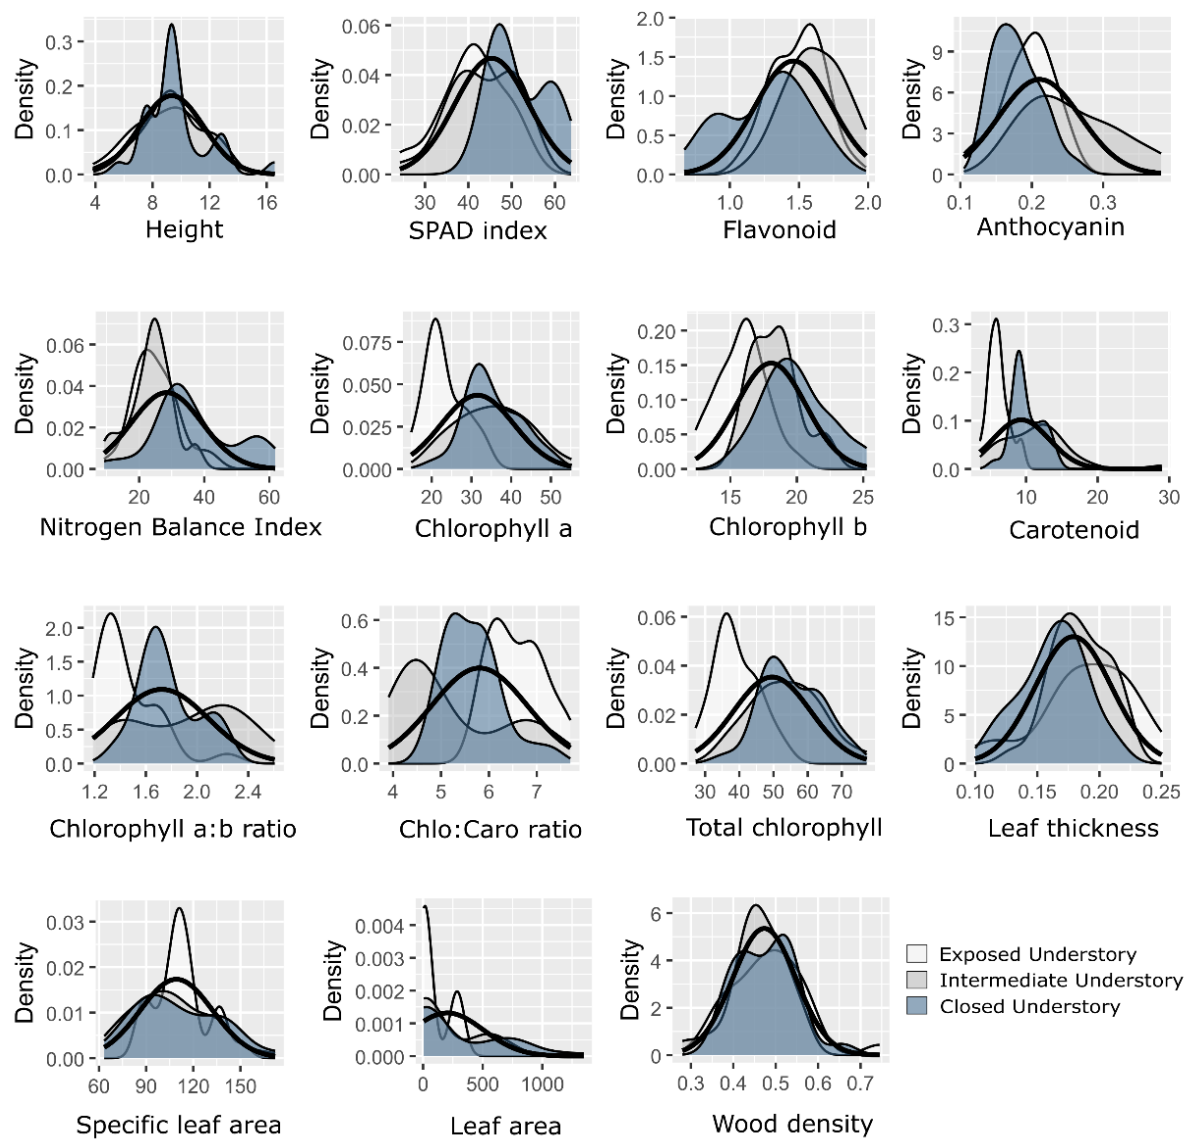 Density
0.3
0.2
0.1
0.0
4 8 12 16
Height
Density
0.06
0.04
0.02
0.00
30 40 50 60
SPAD index
Density
2.0
1.5
1.0
0.5
0.0
1.0 1.5 2.0
Flavonoid
Density
9
6
3
0
0.1 0.2 0.3
Anthocyanin
Density
0.06
0.04
0.02
0.00
20 40 60
Nitrogen Balance Index
Density
0.075
0.050
0.025
0.000
20 30 40 50
Chlorophyll a
Density
0.20
0.15
0.10
0.05
0.00
15 20 25
Chlorophyll b
Density
0.3
0.2
0.1
0.0
10 20 30
Carotenoid
Density
2.0
1.5
1.0
0.5
0.0
1.2 1.6 2.0 2.4
Chlorophyll a:b ratio
Density
0.6
0.4
0.2
0.0
4 5 6 7
Chlo:Caro ratio
Density
0.06
0.04
0.02
0.00
30 40 50 60 70
Total chlorophyll
Density
15
10
5
0
0.10 0.15 0.20 0.25
Leaf thickness
Density
0.03
0.02
0.01
0.00
60 90 120 150
Specific leaf area
Density
0.004
0.003
0.002
0.001
0.000
0 500 1000
Leaf area
Density
6
4
2
0
0.3 0.4 0.5 0.6 0.7
Wood density
Exposed Understory
Intermediate Understory
Closed Understory